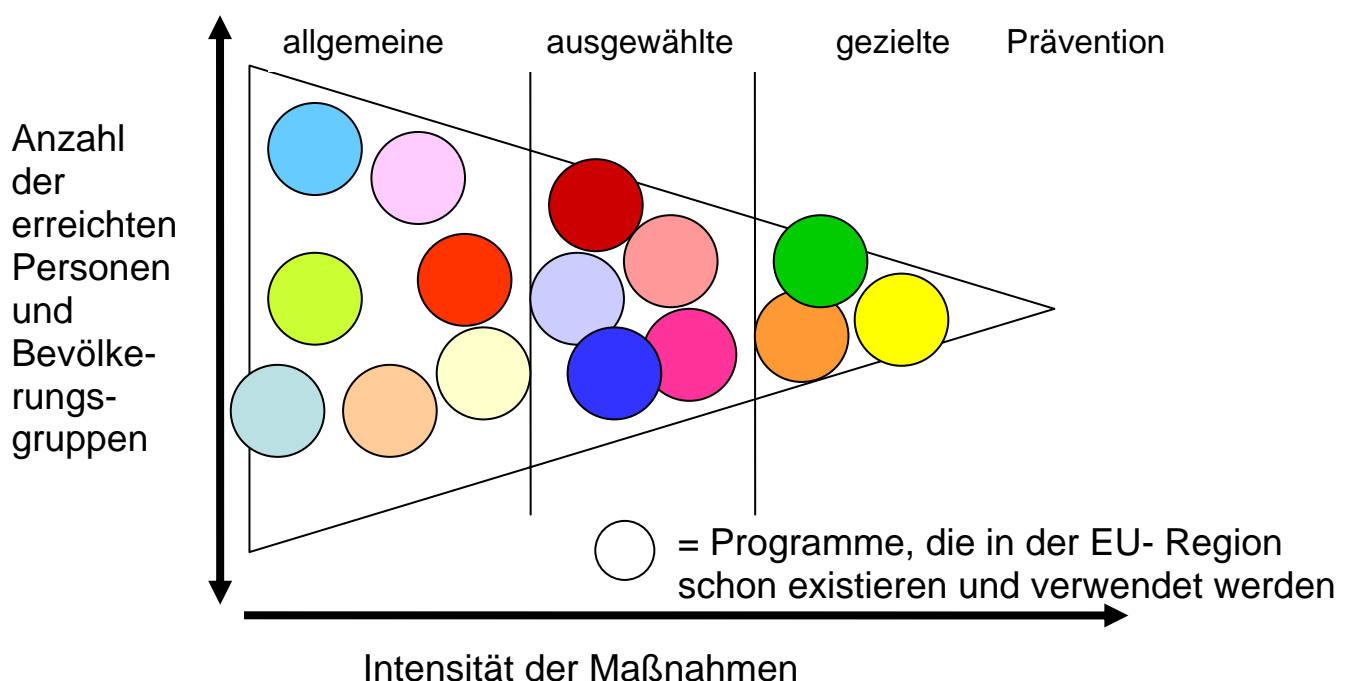 allgemeine ausgewählte gezielte Prävention
Anzahl
der
erreichten
Personen
und
Bevölke-
rungs-
gruppen
= Programme, die in der EU- Region
schon existieren und verwendet werden
Intensität der Maßnahmen